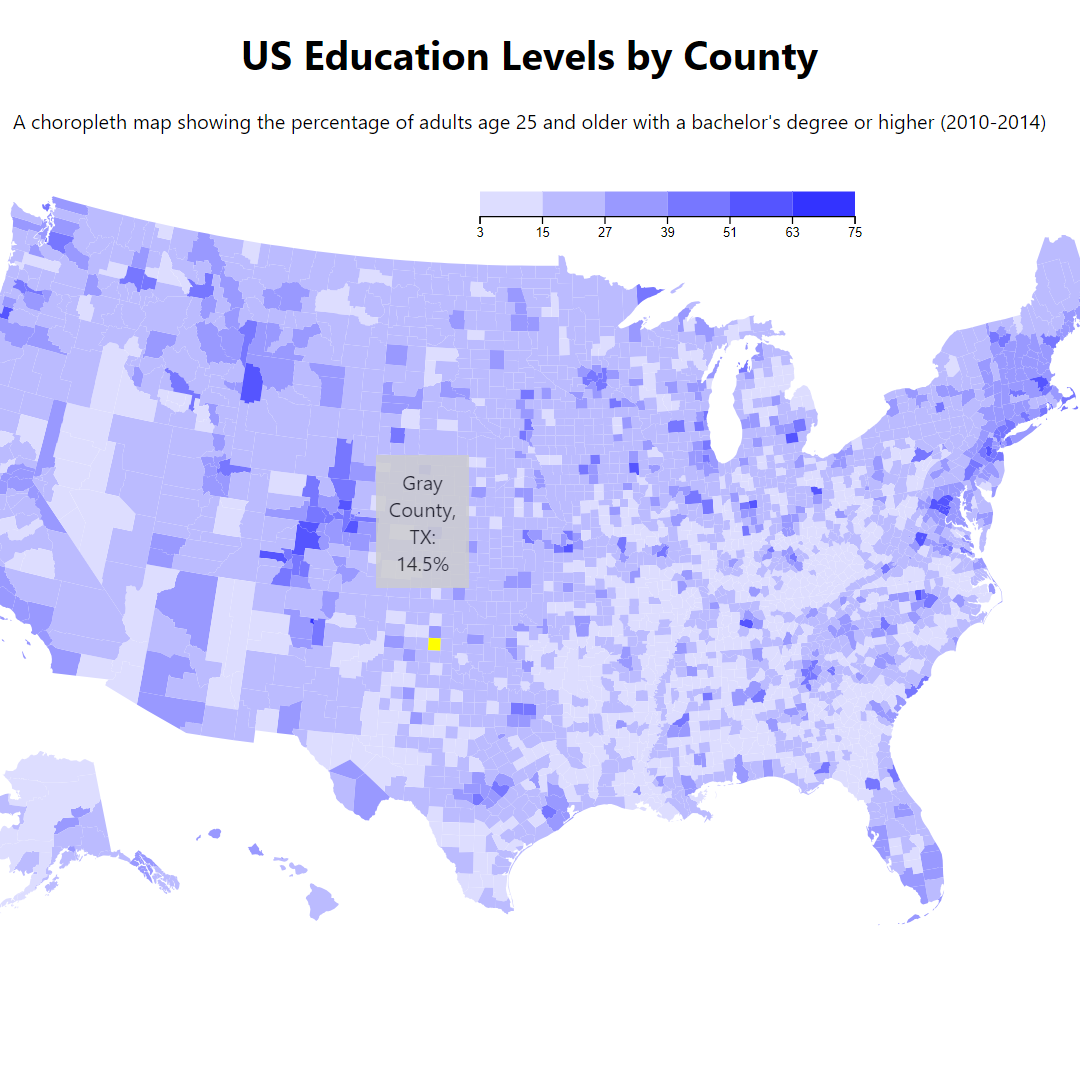 US Education Levels by County
A choropleth map showing the percentage of adults age 25 and older with a bachelor's degree or higher (2010-2014)
3 15 27 39 51 63 75
Gray
County,
TX:
14.5%